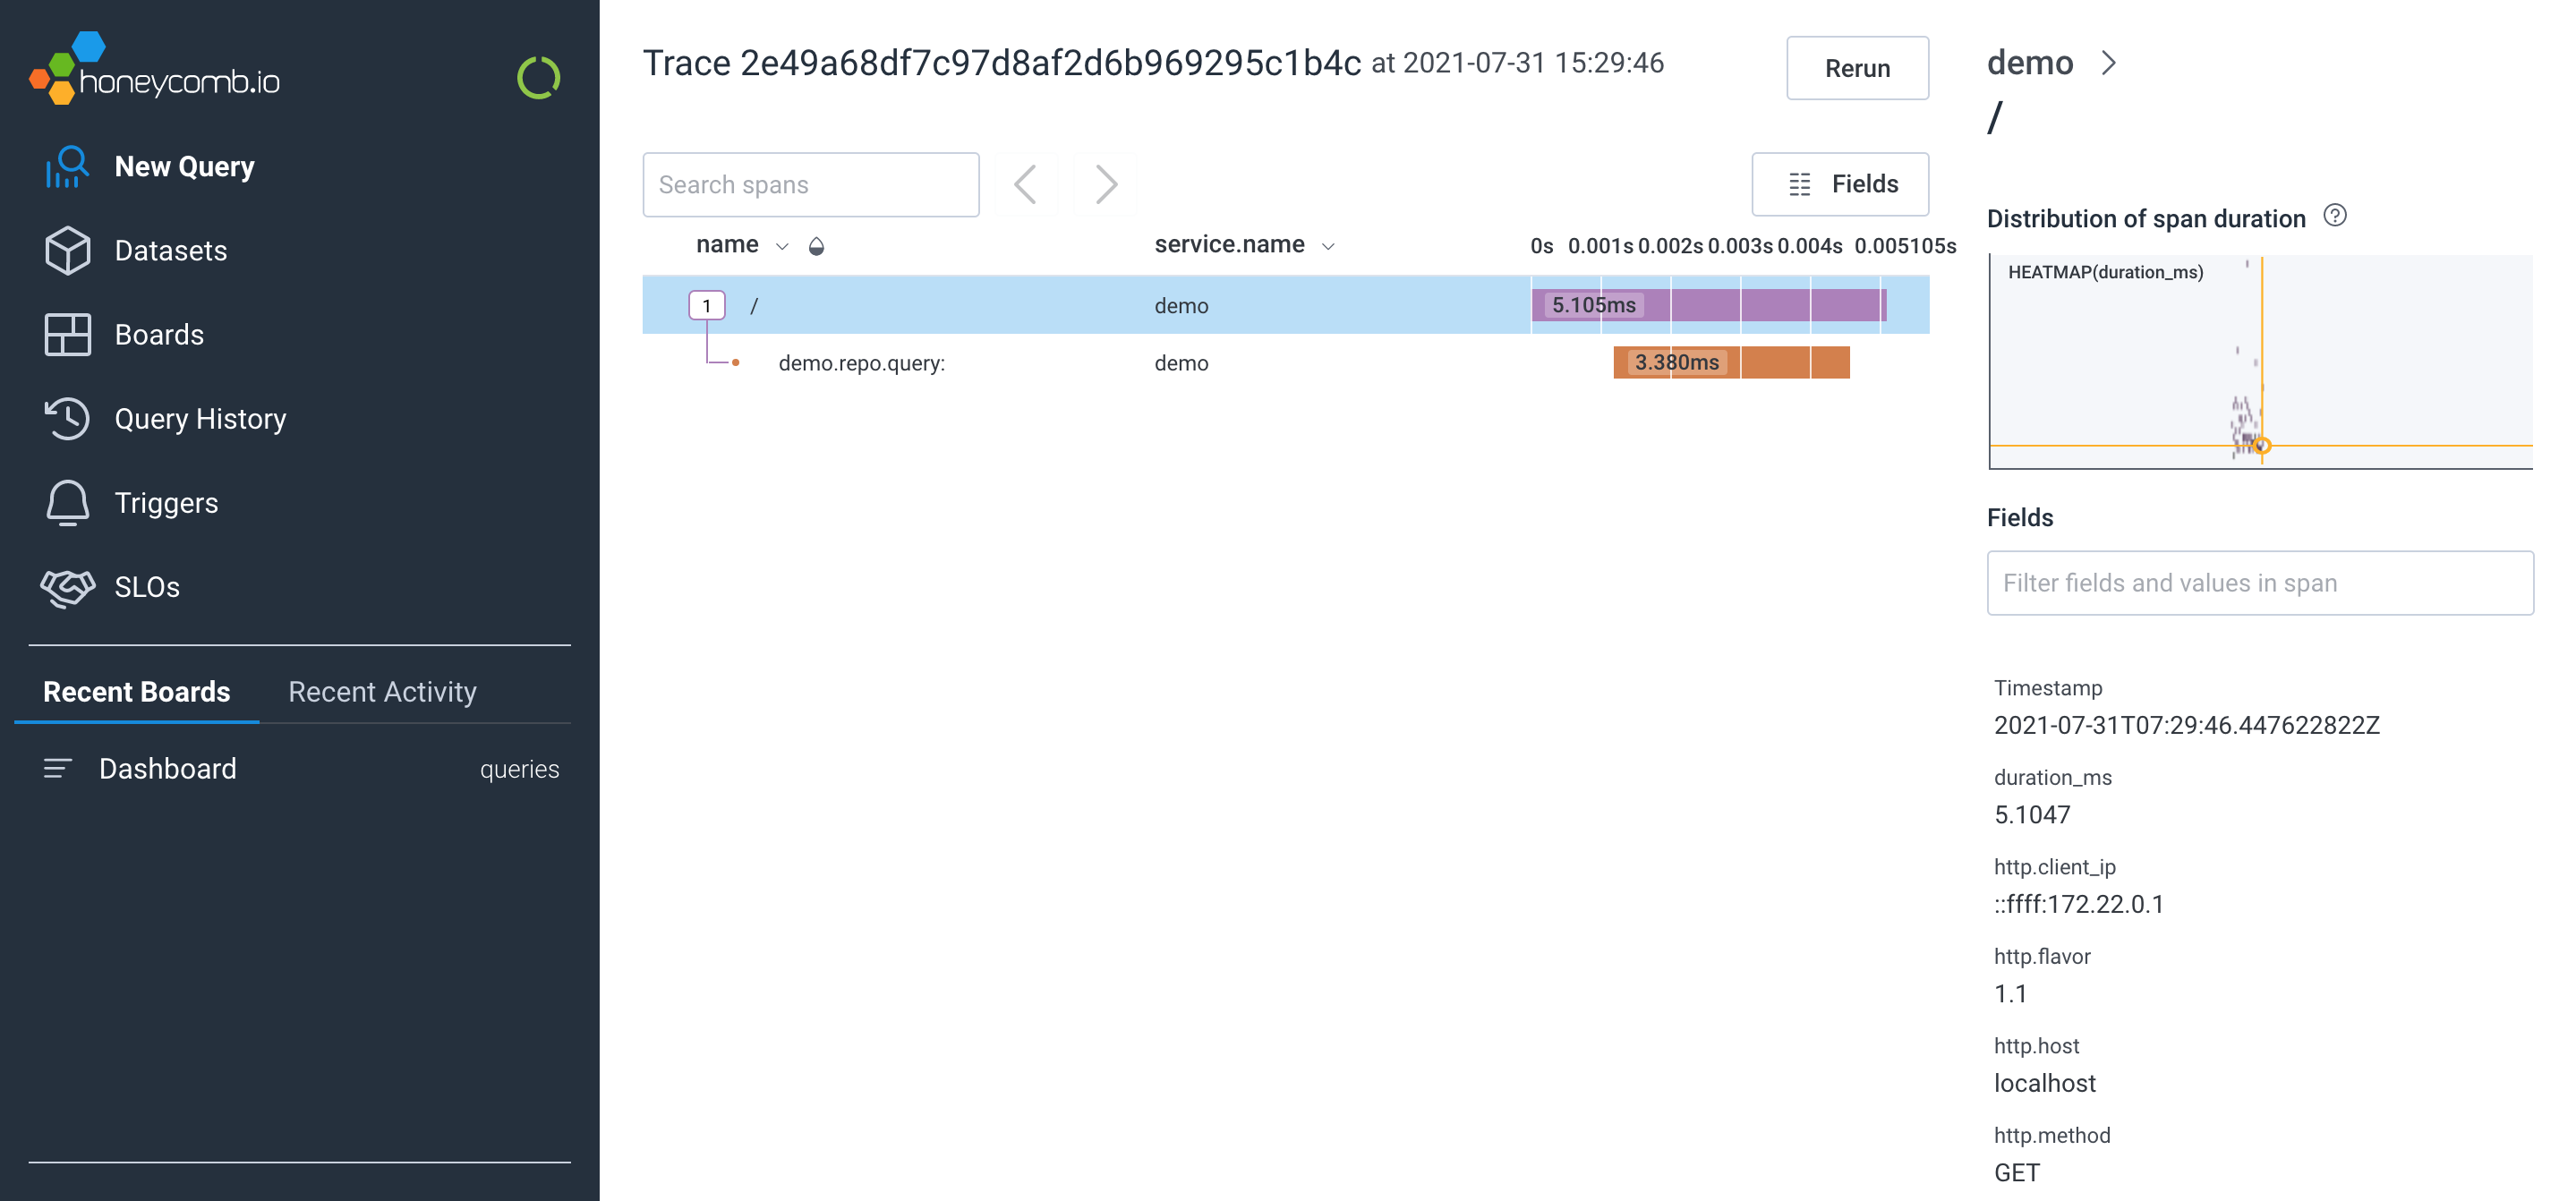 honeycomb.io
New Query
Datasets
Boards
Query History
Triggers
SLOs
Recent Boards Recent Activity
Dashboard queries
Trace 2e49a68df7c97d8af2d6b969295c1b4c at 2021-07-31 15:29:46
Rerun
Search spans
Fields
name service.name 0s 0.001s 0.002s 0.003s 0.004s 0.005105s
1 / demo 5.105ms
demo.repo.query: demo 3.380ms
demo
/
Distribution of span duration ?
HEATMAP(duration_ms)
Fields
Filter fields and values in span
Timestamp
2021-07-31T07:29:46.447622822Z
duration_ms
5.1047
http.client_ip
::ffff:172.22.0.1
http.flavor
1.1
http.host
localhost
http.method
GET